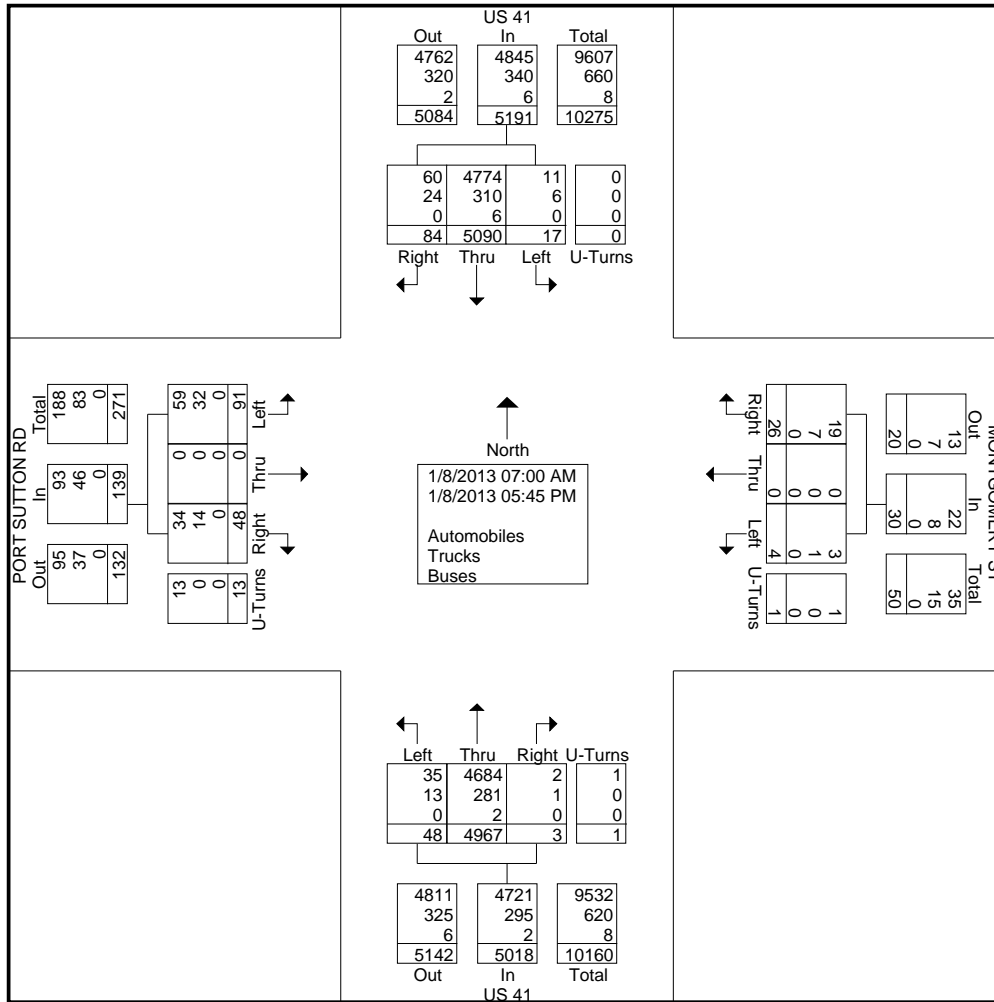 US 41
Out In Total
4762 4845 9607
320 340 660
2 6 8
5084 5191 10275
60 4774 11 0
24 310 6 0
0 6 0 0
84 5090 17 0
Right Thru Left U-Turns
PORT SUTTON RD
Total In Out
188 93 95
83 46 37
0 0 0
271 139 132
59 0 34 13
32 0 14 0
0 0 0 0
91 0 48 13
Left Thru Right U-Turns
North
1/8/2013 07:00 AM
1/8/2013 05:45 PM
Automobiles
Trucks
Buses
Right Thru Left U-Turns
19 0 3 1
7 0 1 0
0 0 0 0
26 0 4 1
Out In Total
13 22 35
7 8 15
0 0 0
20 30 50
MONTGOMERY ST
Left Thru Right U-Turns
35 4684 2 1
13 281 1 0
0 2 0 0
48 4967 3 1
4811 4721 9532
325 295 620
6 2 8
5142 5018 10160
Out In Total
US 41